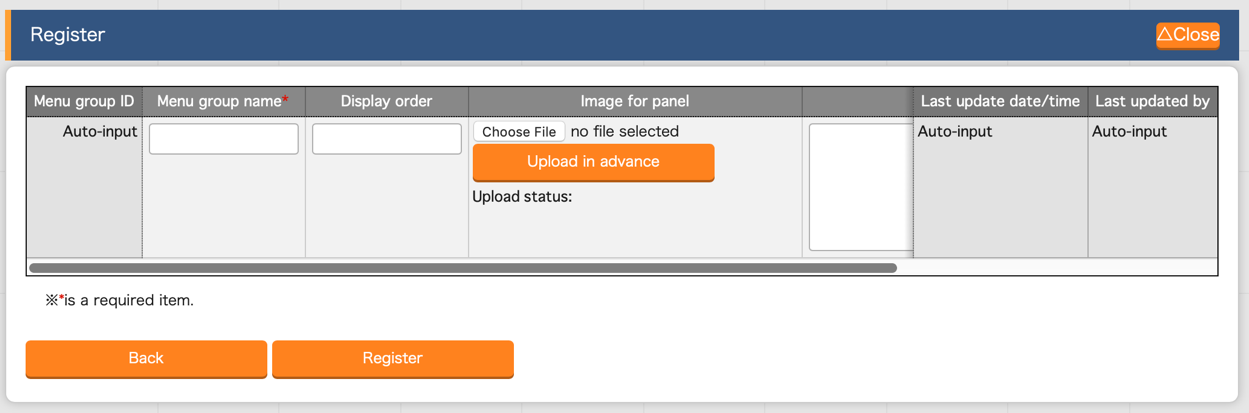 Register
△Close
Menu group ID Menu group name* Display order Image for panel Last update date/time Last updated by
Auto-input Choose File no file selected Auto-input Auto-input
Upload in advance
Upload status:
※*is a required item.
Back Register